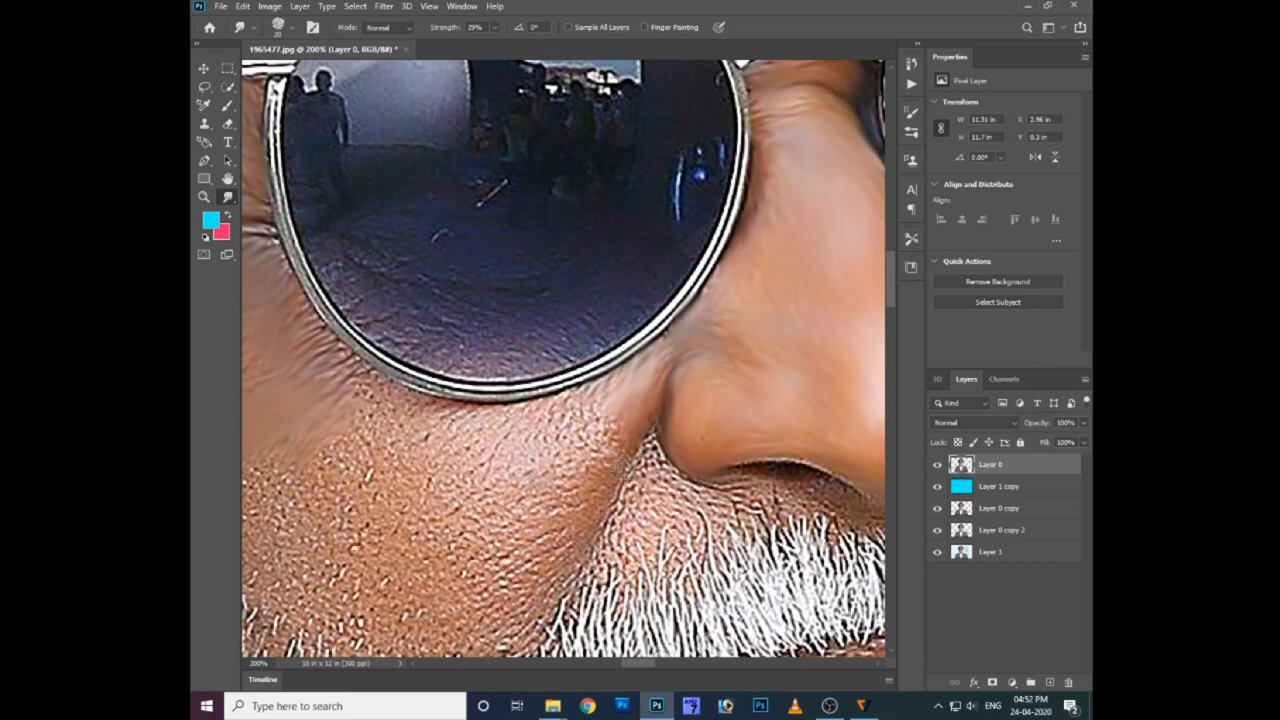 Ps File Edit Image Layer Type Select Filter 3D View Window Help
20 Mode: Normal Strength: 29% 0° Sample All Layers Finger Painting
1965477.jpg @ 200% (Layer 0, RGB/8#) * ×
Properties
Pixel Layer
Transform
W 11.31 in X 2.96 in
H 11.7 in Y 0.3 in
0.00°
Align and Distribute
Align:
Quick Actions
Remove Background
Select Subject
3D Layers Channels
Kind
Normal Opacity: 100%
Lock: Fill: 100%
Layer 0
Layer 1 copy
Layer 0 copy
Layer 0 copy 2
Layer 1
200% 18 in x 12 in (300 ppi)
Timeline
Type here to search
ENG 04:52 PM
24-04-2020